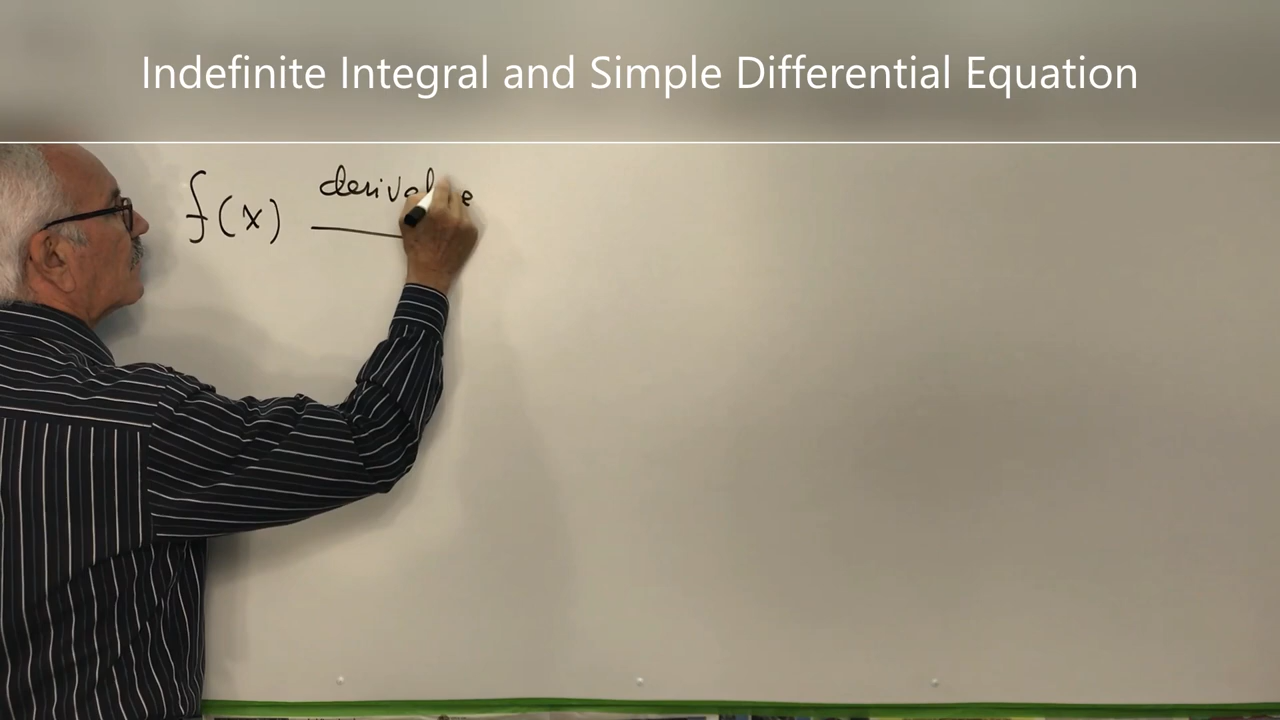 Indefinite Integral and Simple Differential Equation
f(x)